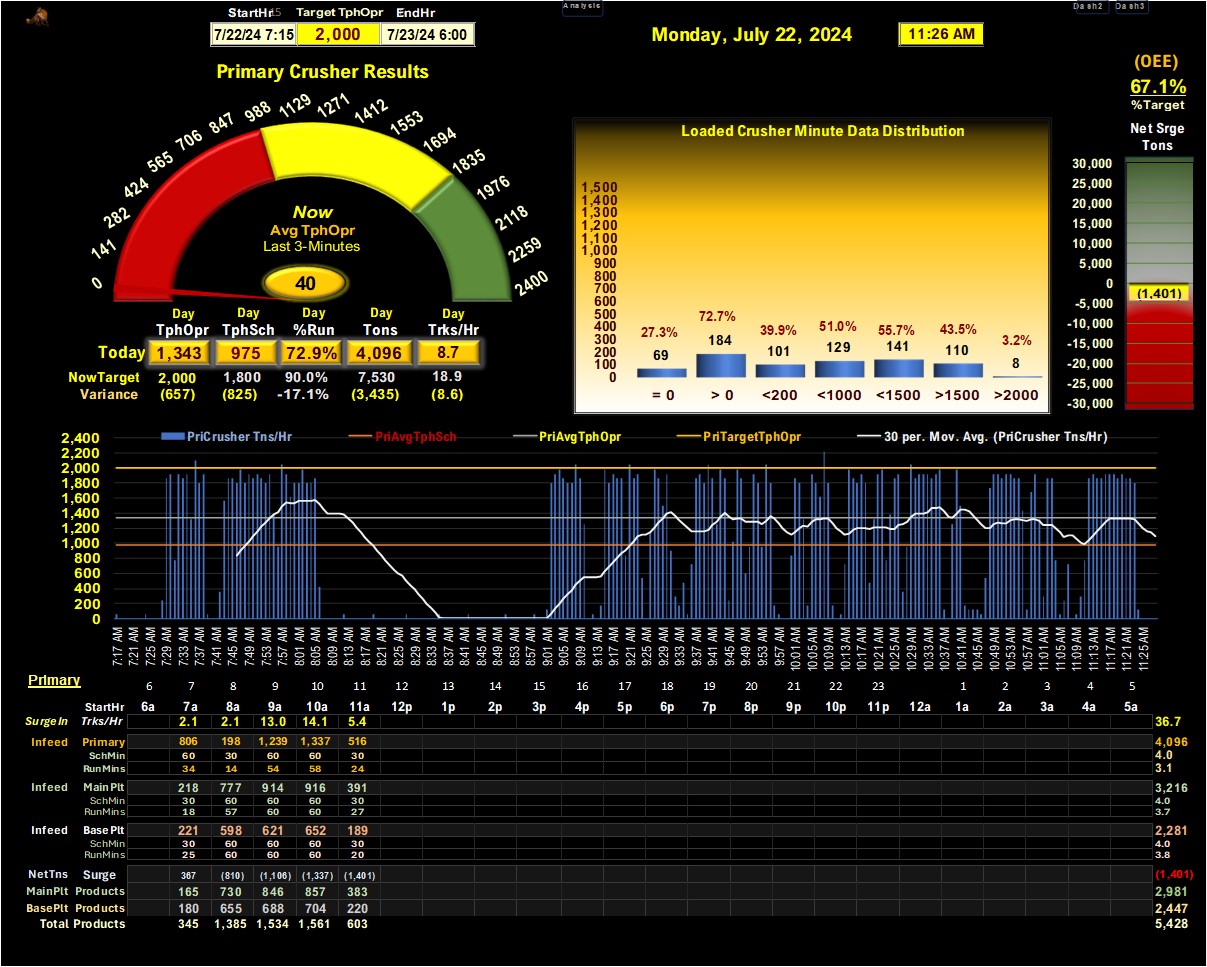 Analysis
Dash2 Dash3
StartHr 15 Target TphOpr EndHr
7/22/24 7:15 2,000 7/23/24 6:00
Monday, July 22, 2024 11:26 AM
Primary Crusher Results
0 141 282 424 565 706 847 988 1129 1271 1412 1553 1694 1835 1976 2118 2259 2400
Now
Avg TphOpr
Last 3-Minutes
40
Day Day Day Day Day
TphOpr TphSch %Run Tons Trks/Hr
Today 1,343 975 72.9% 4,096 8.7
NowTarget 2,000 1,800 90.0% 7,530 18.9
Variance (657) (825) -17.1% (3,435) (8.6)
Loaded Crusher Minute Data Distribution
1,500
1,400
1,300
1,200
1,100
1,000
900
800
700
600
500
400
300
200
100
0
27.3% 72.7% 39.9% 51.0% 55.7% 43.5% 3.2%
69 184 101 129 141 110 8
= 0 > 0 <200 <1000 <1500 >1500 >2000
(OEE)
67.1%
%Target
Net Srge
Tons
30,000
25,000
20,000
15,000
10,000
5,000
0
(1,401)
-5,000
-10,000
-15,000
-20,000
-25,000
-30,000
PriCrusher Tns/Hr PriAvgTphSch PriAvgTphOpr PriTargetTphOpr 30 per. Mov. Avg. (PriCrusher Tns/Hr)
2,400
2,200
2,000
1,800
1,600
1,400
1,200
1,000
800
600
400
200
0
7:17 AM 7:21 AM 7:25 AM 7:29 AM 7:33 AM 7:37 AM 7:41 AM 7:45 AM 7:49 AM 7:53 AM 7:57 AM 8:01 AM 8:05 AM 8:09 AM 8:13 AM 8:17 AM 8:21 AM 8:25 AM 8:29 AM 8:33 AM 8:37 AM 8:41 AM 8:45 AM 8:49 AM 8:53 AM 8:57 AM 9:01 AM 9:05 AM 9:09 AM 9:13 AM 9:17 AM 9:21 AM 9:25 AM 9:29 AM 9:33 AM 9:37 AM 9:41 AM 9:45 AM 9:49 AM 9:53 AM 9:57 AM 10:01 AM 10:05 AM 10:09 AM 10:13 AM 10:17 AM 10:21 AM 10:25 AM 10:29 AM 10:33 AM 10:37 AM 10:41 AM 10:45 AM 10:49 AM 10:53 AM 10:57 AM 11:01 AM 11:05 AM 11:09 AM 11:13 AM 11:17 AM 11:21 AM 11:25 AM
Primary
6 7 8 9 10 11 12 13 14 15 16 17 18 19 20 21 22 23 1 2 3 4 5
StartHr 6a 7a 8a 9a 10a 11a 12p 1p 2p 3p 4p 5p 6p 7p 8p 9p 10p 11p 12a 1a 2a 3a 4a 5a
SurgeIn Trks/Hr 2.1 2.1 13.0 14.1 5.4 36.7
Infeed Primary 806 198 1,239 1,337 516 4,096
SchMin 60 30 60 60 30 4.0
RunMins 34 14 54 58 24 3.1
Infeed Main Plt 218 777 914 916 391 3,216
SchMin 30 60 60 60 30 4.0
RunMins 18 57 60 60 27 3.7
Infeed Base Plt 221 598 621 652 189 2,281
SchMin 30 60 60 60 30 4.0
RunMins 25 60 60 60 20 3.8
NetTns Surge 367 (810) (1,106) (1,337) (1,401) (1,401)
MainPlt Products 165 730 846 857 383 2,981
BasePlt Products 180 655 688 704 220 2,447
Total Products 345 1,385 1,534 1,561 603 5,428